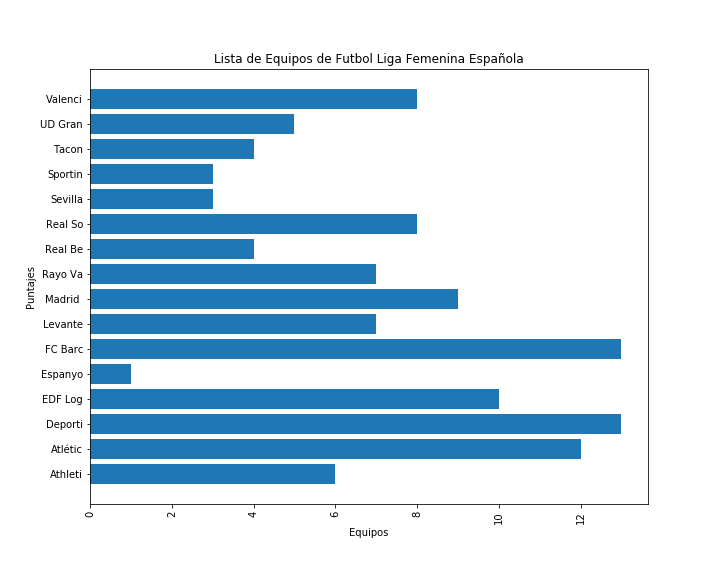 Lista de Equipos de Futbol Liga Femenina Española
Valenci
UD Gran
Tacon
Sportin
Sevilla
Real So
Real Be
Rayo Va
Madrid
Levante
FC Barc
Espanyo
EDF Log
Deporti
Atlétic
Athleti
Puntajes
0 2 4 6 8 10 12
Equipos